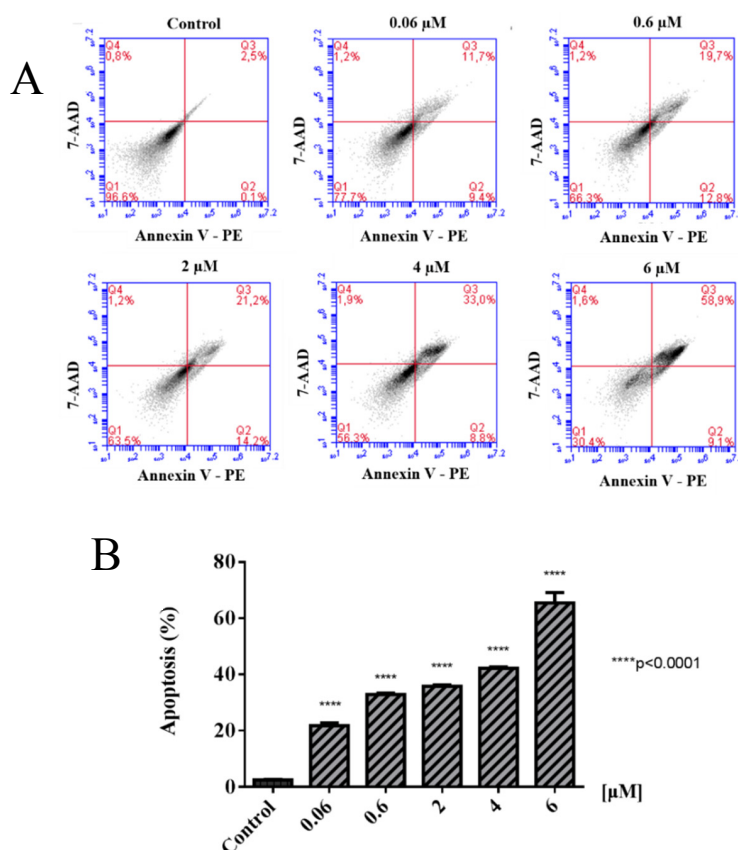 A
Control
Q4
0,8%
Q3
2,5%
Q1
96,6%
Q2
0,1%
7-AAD
Annexin V - PE
0.06 µM
Q4
1,2%
Q3
11,7%
Q1
77,7%
Q2
9,4%
7-AAD
Annexin V - PE
0.6 µM
Q4
1,2%
Q3
19,7%
Q1
66,3%
Q2
12,8%
7-AAD
Annexin V - PE
2 µM
Q4
1,2%
Q3
21,2%
Q1
63,5%
Q2
14,2%
7-AAD
Annexin V - PE
4 µM
Q4
1,9%
Q3
33,0%
Q1
56,3%
Q2
8,8%
7-AAD
Annexin V - PE
6 µM
Q4
1,6%
Q3
58,9%
Q1
30,4%
Q2
9,1%
7-AAD
Annexin V - PE
B
Apoptosis (%)
80
60
40
20
0
****
****
****
****
****
****p<0.0001
Control
0.06
0.6
2
4
6
[µM]